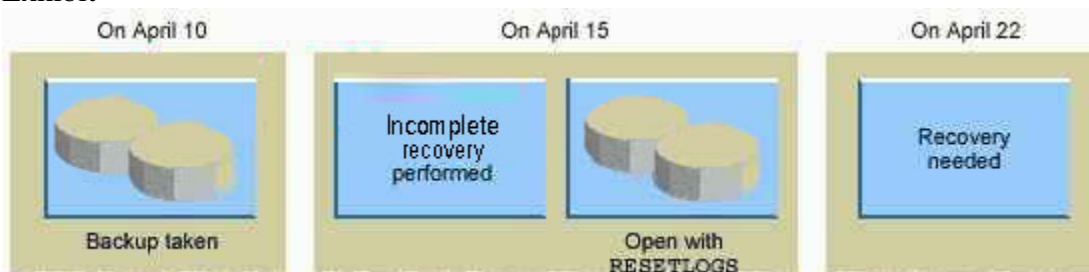 Exhibit
On April 10
On April 15
On April 22
Incomplete
recovery
performed
Recovery
needed
Backup taken
Open with
RESETLOGS